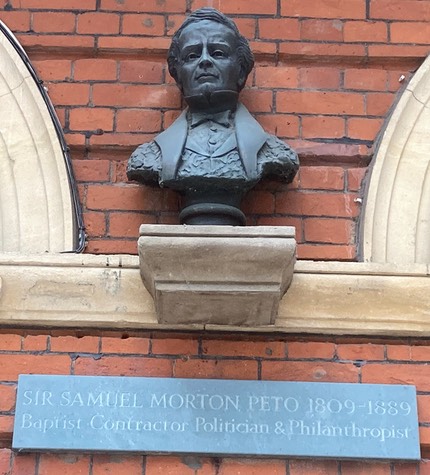 SIR SAMUEL MORTON PETO 1809-1889
Baptist Contractor Politician & Philanthropist